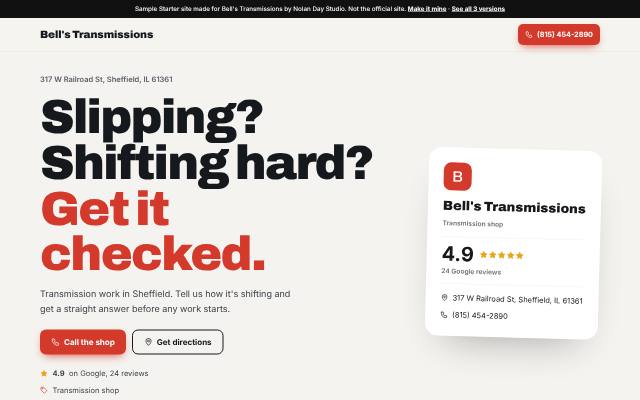 Sample Starter site made for Bell's Transmissions by Nolan Day Studio. Not the official site. Make it mine · See all 3 versions
Bell's Transmissions
(815) 454-2890
317 W Railroad St, Sheffield, IL 61361
Slipping?
Shifting hard?
Get it
checked.
Transmission work in Sheffield. Tell us how it's shifting and
get a straight answer before any work starts.
Call the shop
Get directions
4.9 on Google, 24 reviews
Transmission shop
B
Bell's Transmissions
Transmission shop
4.9
24 Google reviews
317 W Railroad St, Sheffield, IL 61361
(815) 454-2890